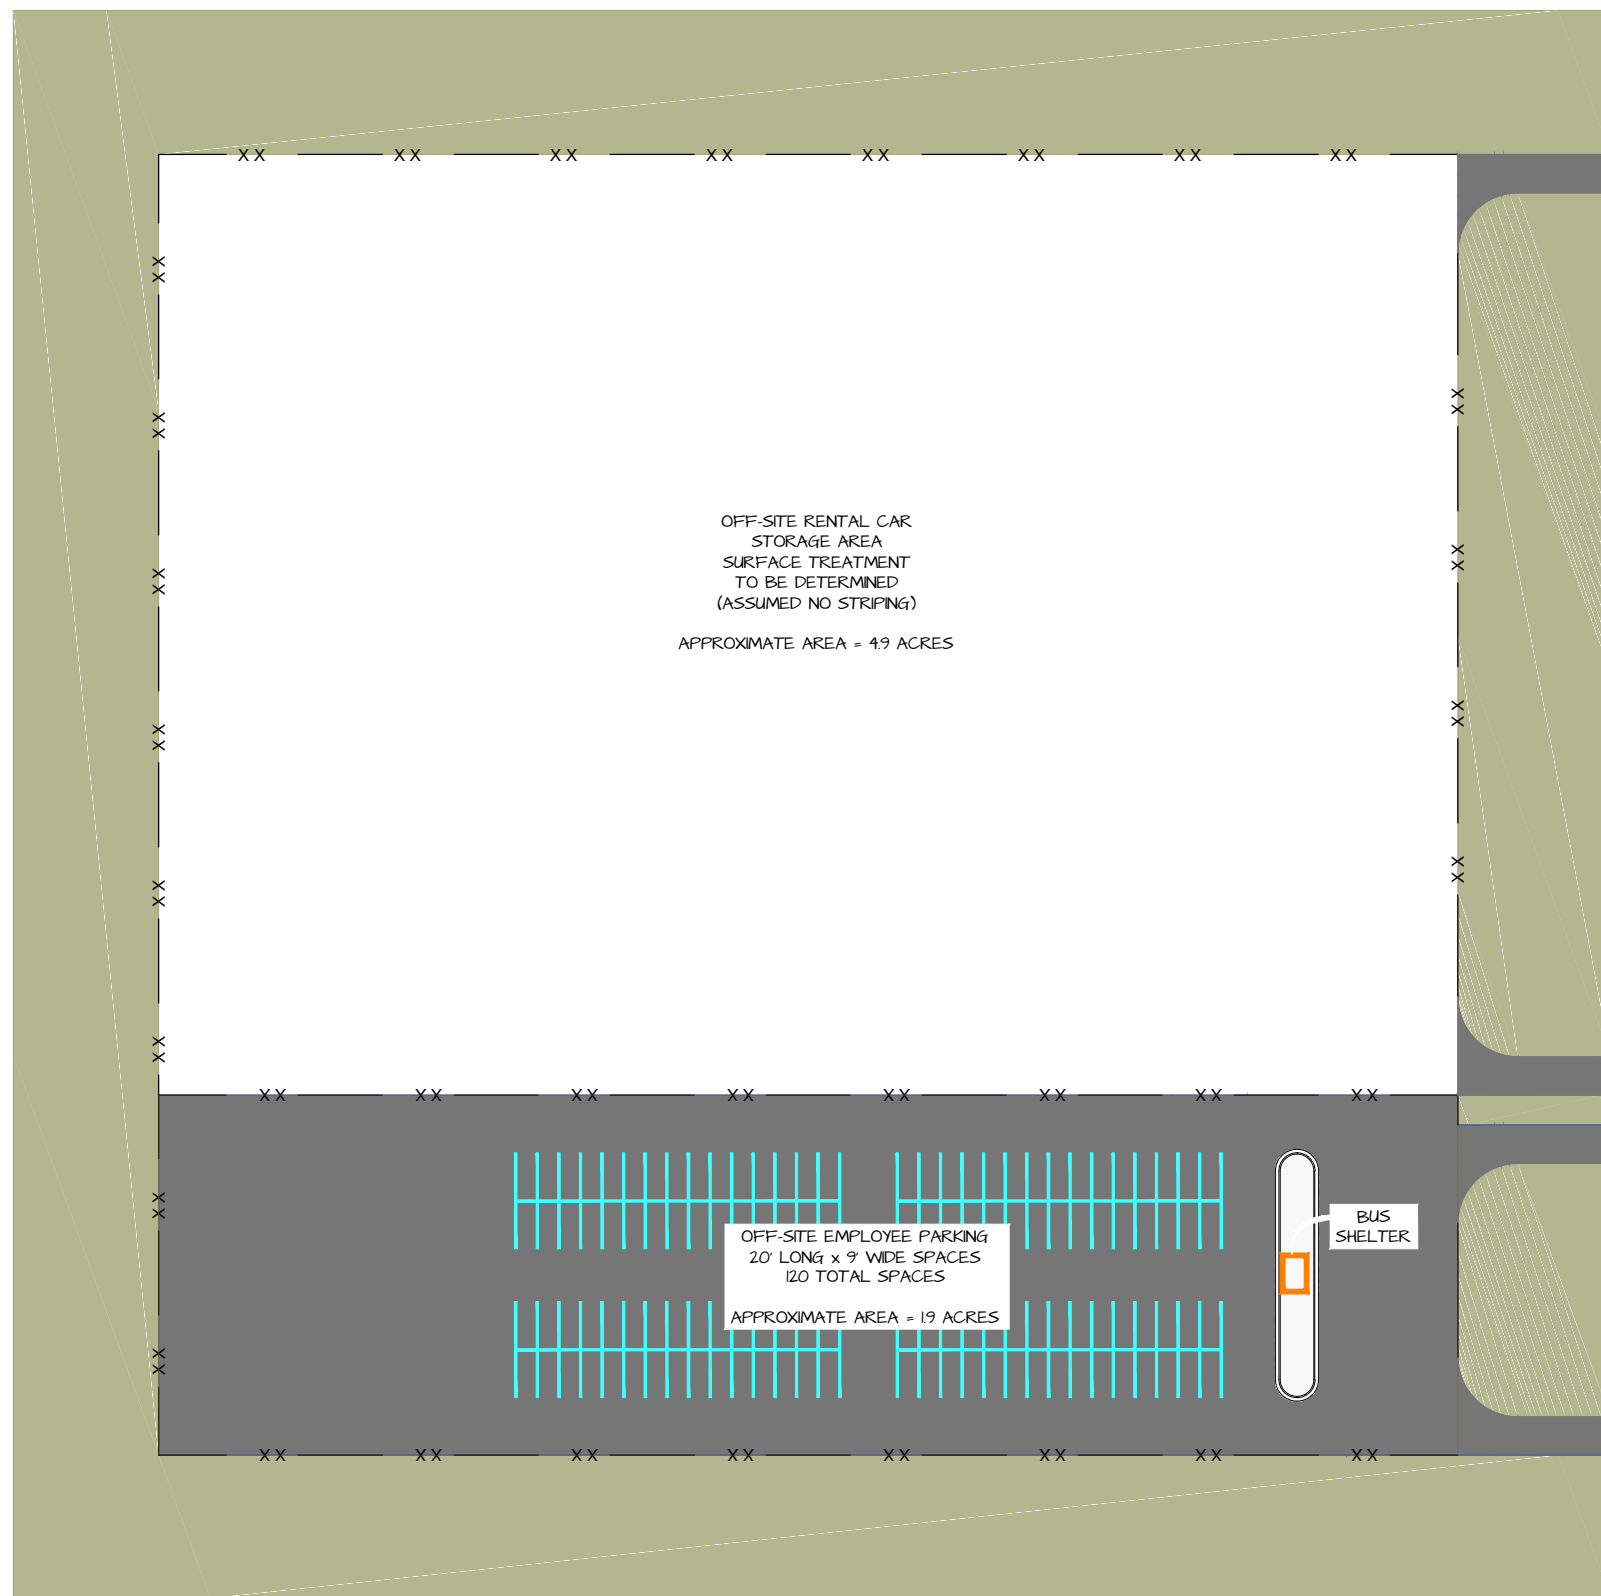 OFF-SITE RENTAL CAR
STORAGE AREA
SURFACE TREATMENT
TO BE DETERMINED
(ASSUMED NO STRIPING)
APPROXIMATE AREA = 4.9 ACRES
OFF-SITE EMPLOYEE PARKING
20' LONG x 9' WIDE SPACES
120 TOTAL SPACES
APPROXIMATE AREA = 1.9 ACRES
BUS
SHELTER